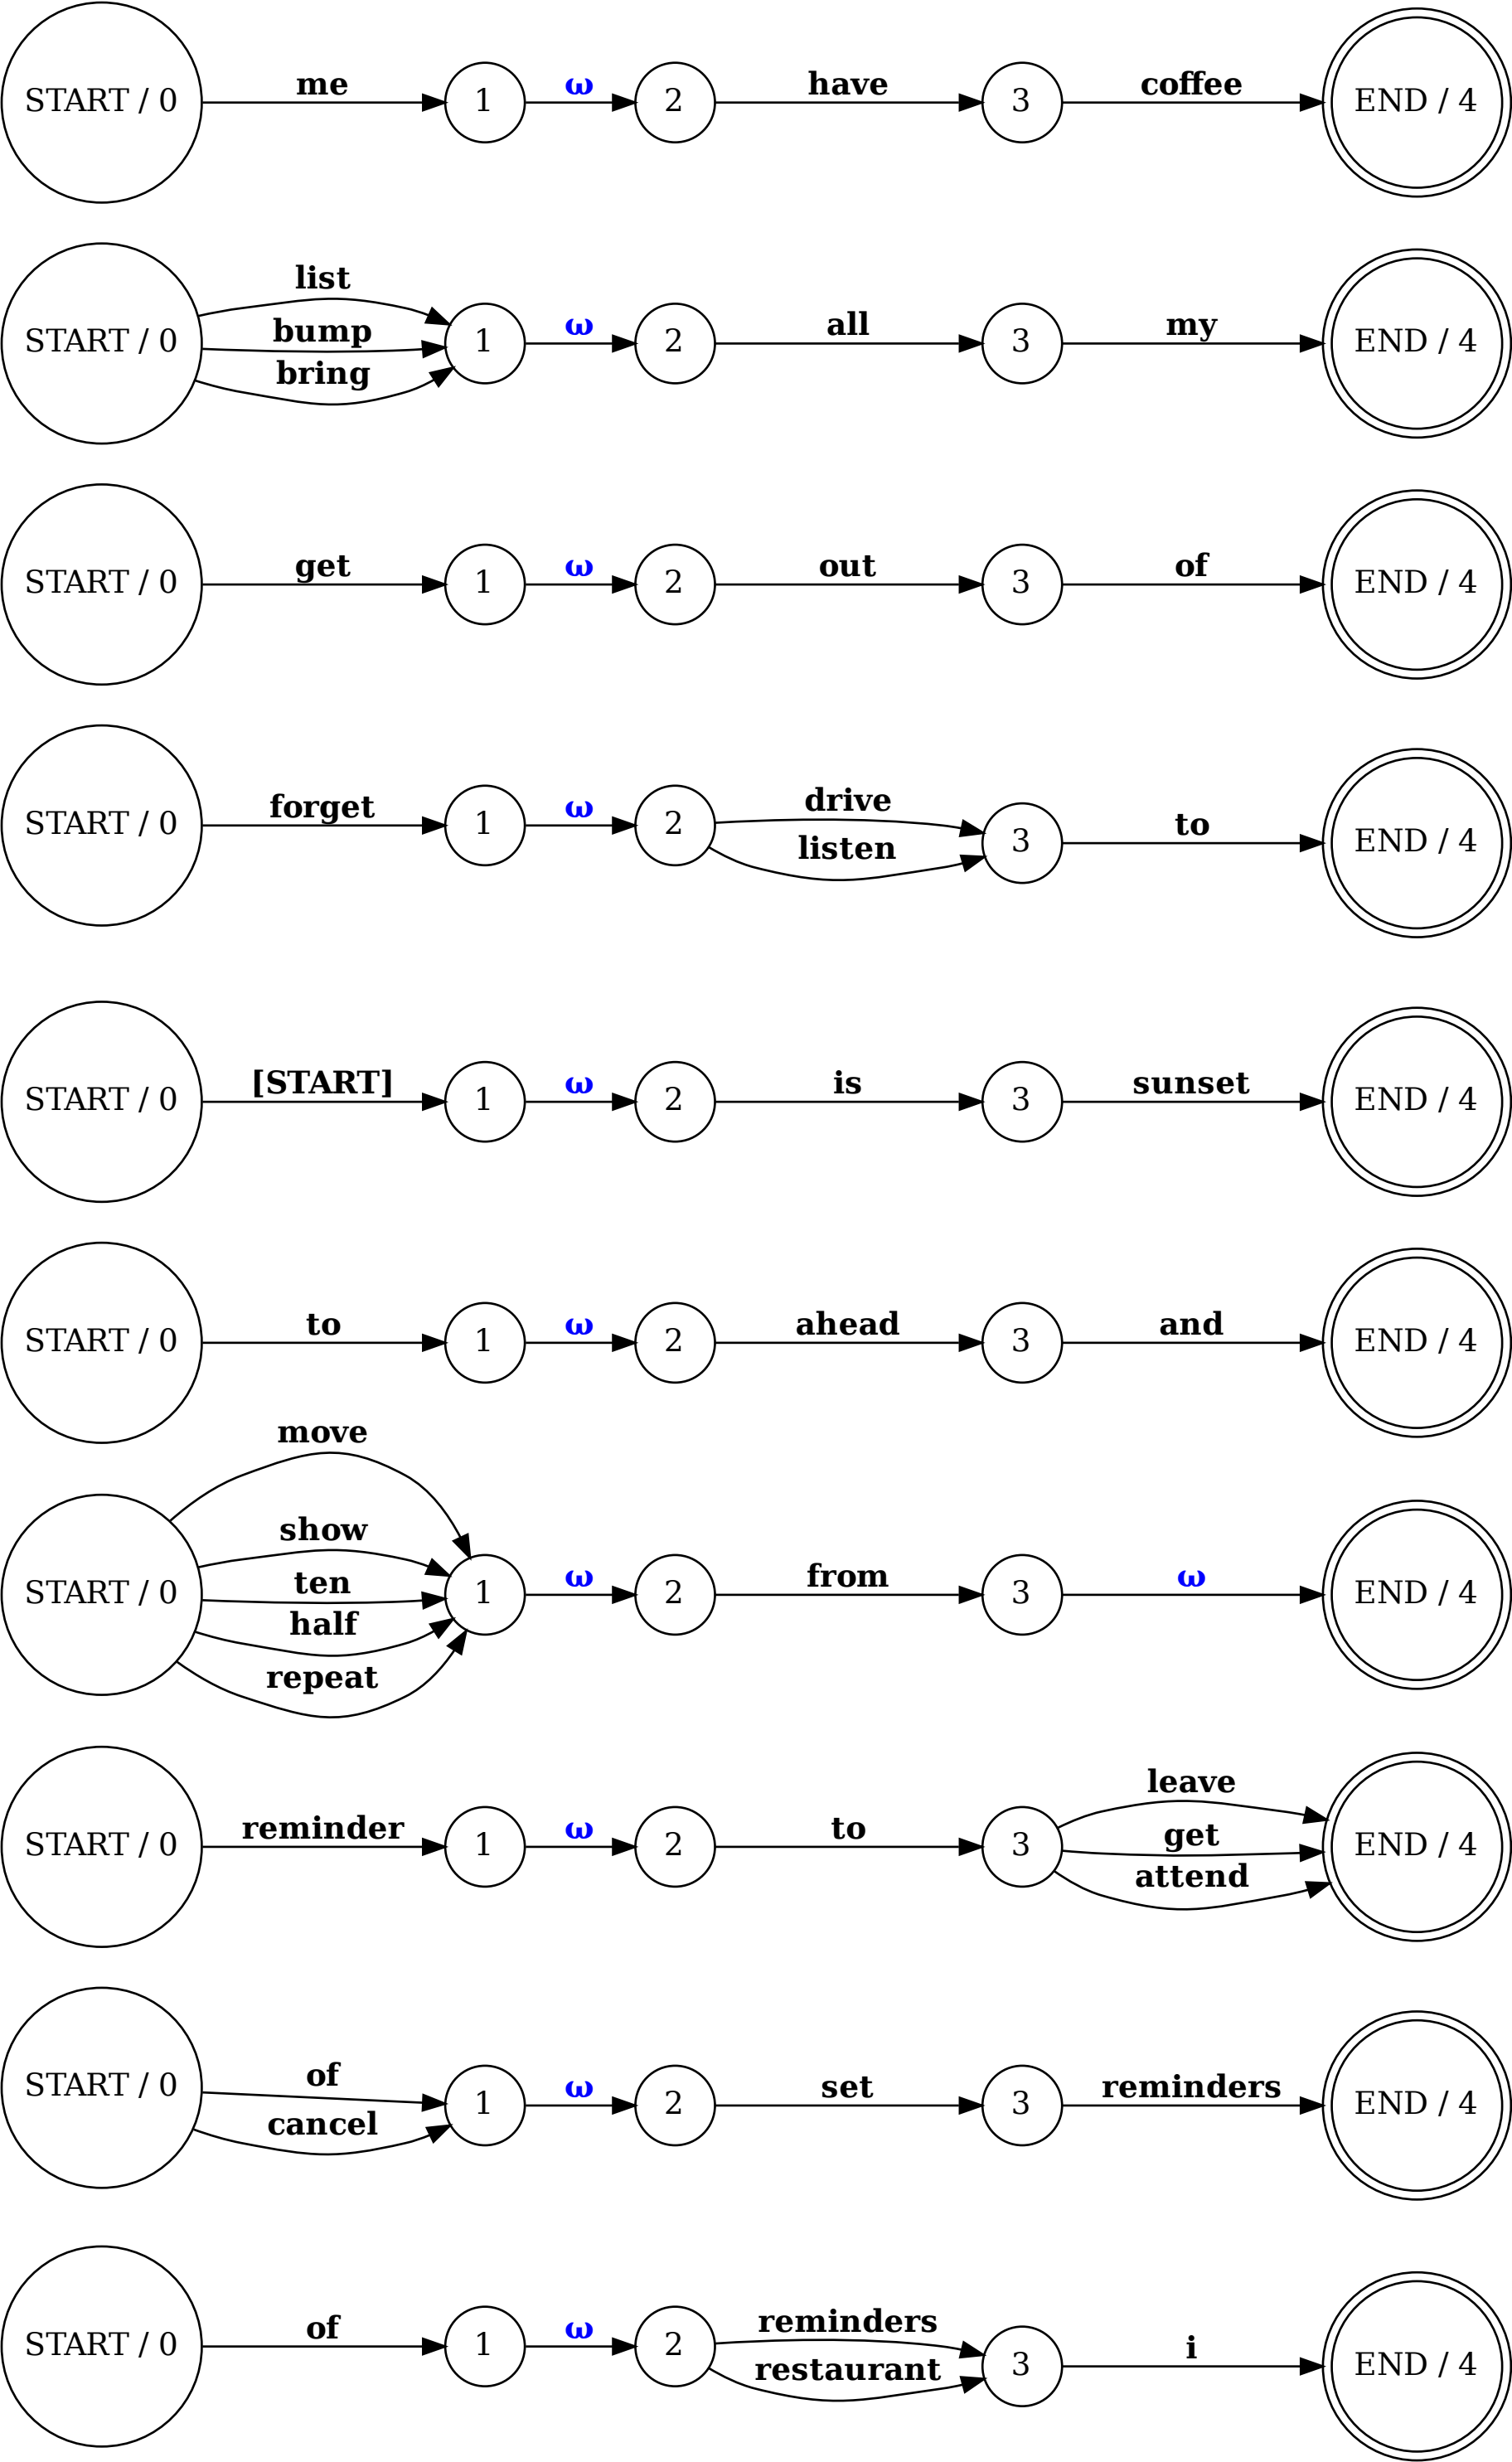 START / 0 me 1 ω 2 have 3 coffee END / 4
list
START / 0 bump 1 ω 2 all 3 my END / 4
bring
START / 0 get 1 ω 2 out 3 of END / 4
START / 0 forget 1 ω 2 drive 3 to END / 4
listen
START / 0 [START] 1 ω 2 is 3 sunset END / 4
START / 0 to 1 ω 2 ahead 3 and END / 4
move
show
START / 0 ten 1 ω 2 from 3 ω END / 4
half
repeat
leave
START / 0 reminder 1 ω 2 to 3 get END / 4
attend
START / 0 of 1 ω 2 set 3 reminders END / 4
cancel
START / 0 of 1 ω 2 reminders 3 i END / 4
restaurant